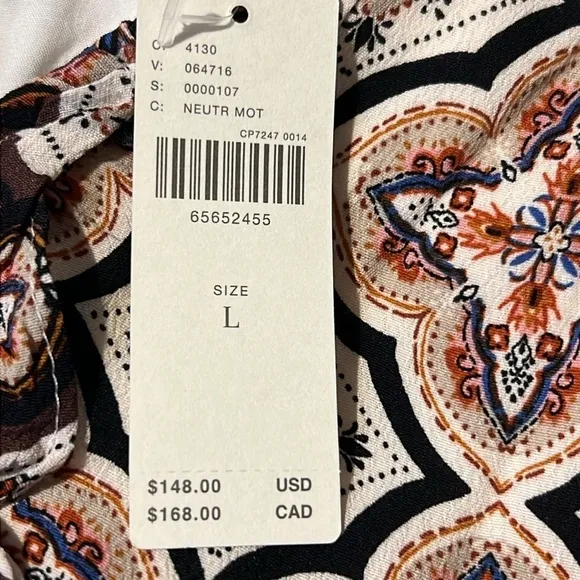 4130
V: 064716
S: 0000107
C: NEUTR MOT
CP7247 0014
65652455
SIZE
L
$148.00 USD
$168.00 CAD